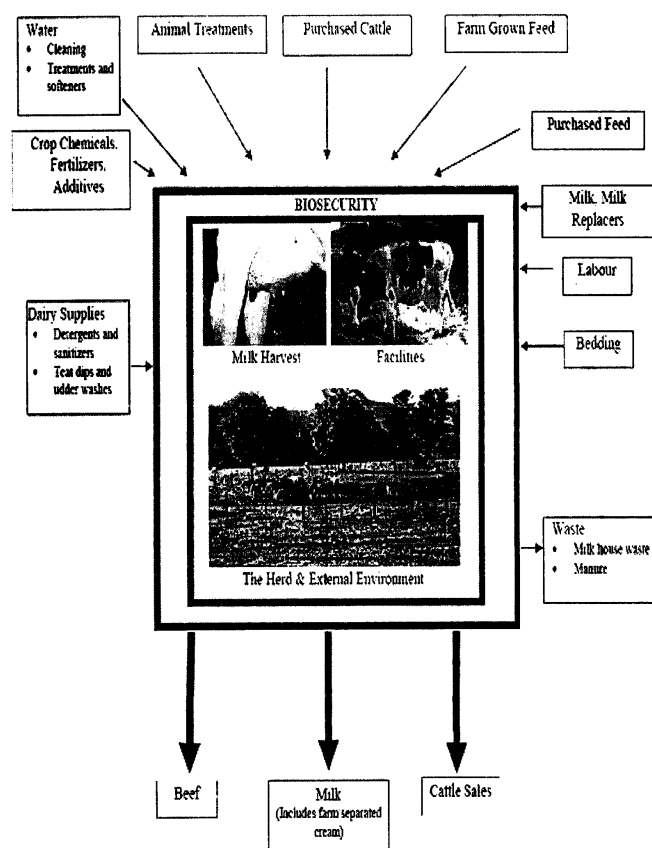 Water
• Cleaning
• Treatments and
softeners
Animal Treatments
Purchased Cattle
Farm Grown Feed
Purchased Feed
Crop Chemicals,
Fertilizers,
Additives
BIOSECURITY
Milk, Milk
Replacers
Labour
Dairy Supplies
• Detergents and
sanitizers
• Teat dips and
udder washes
Bedding
Milk Harvest
Facilities
The Herd & External Environment
Waste
• Milk house waste
• Manure
Beef
Milk
(Includes farm separated
cream)
Cattle Sales